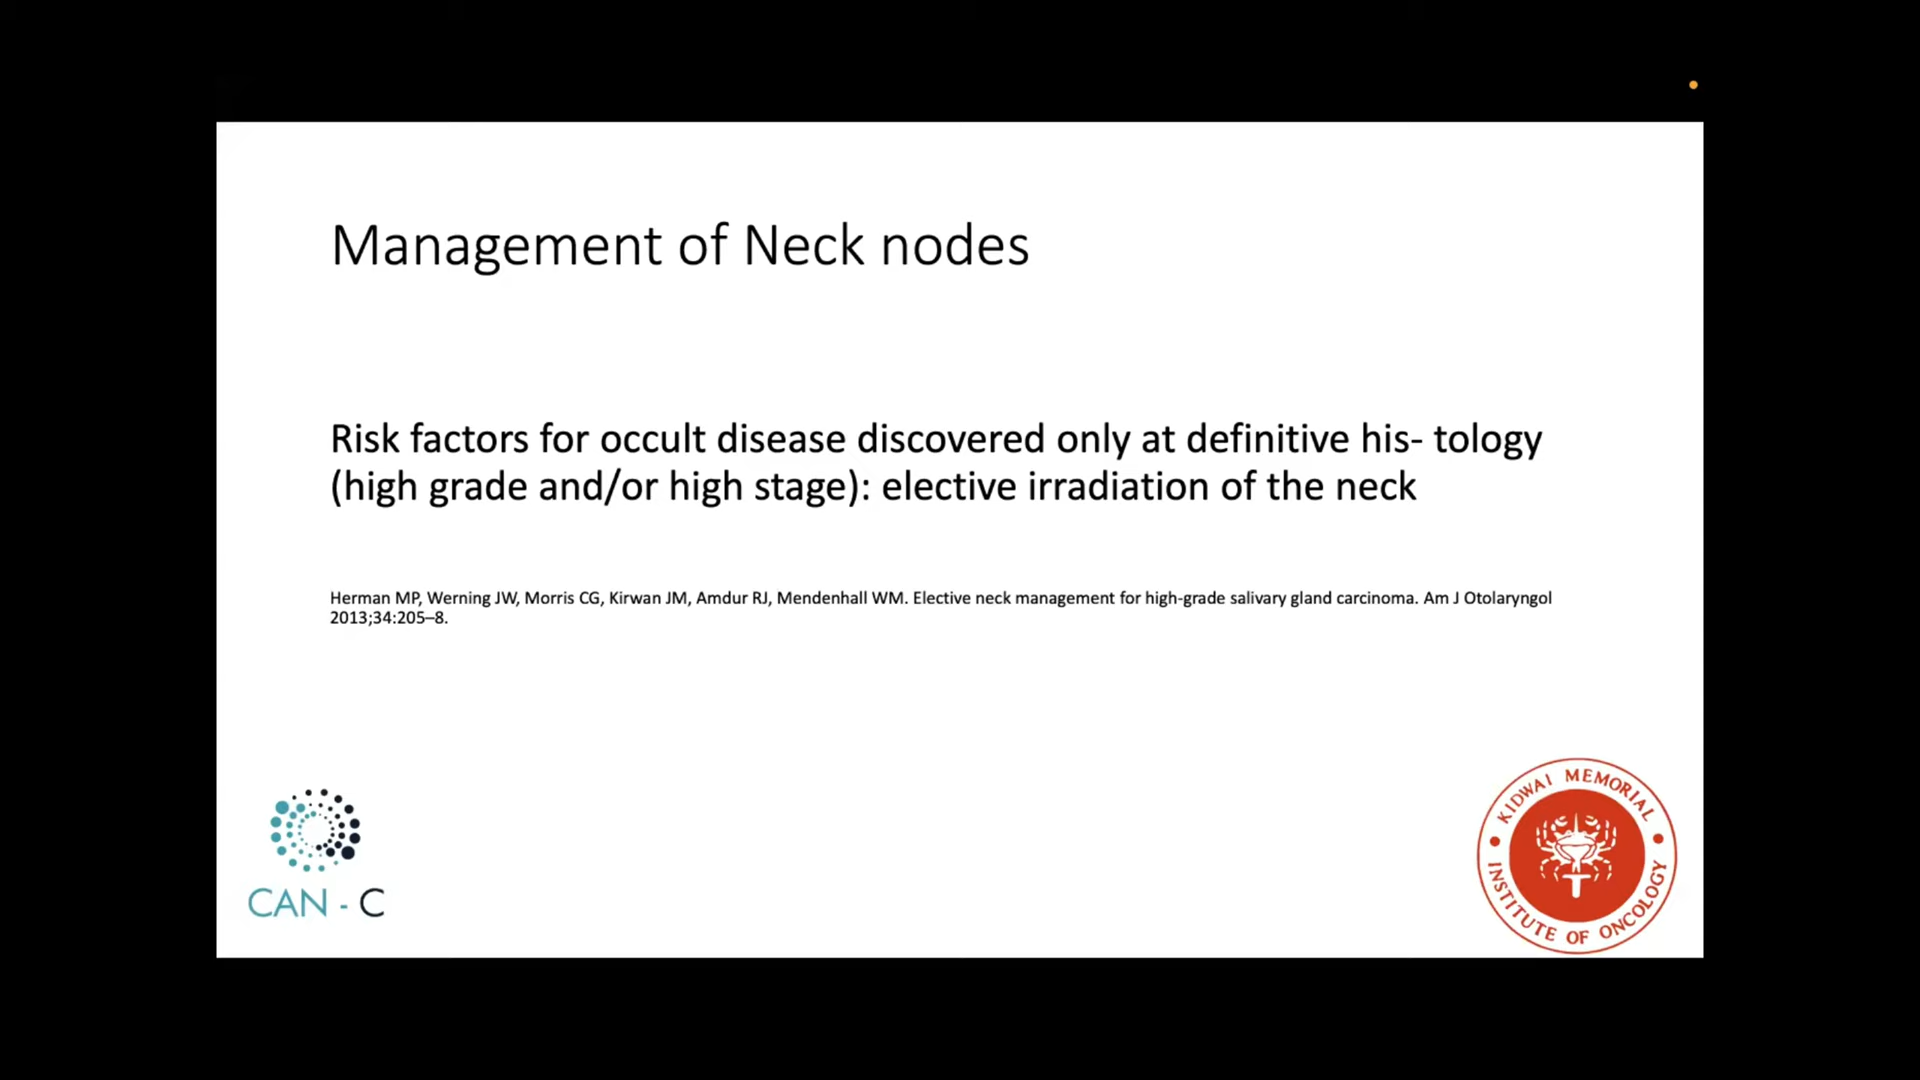 Management of Neck nodes
Risk factors for occult disease discovered only at definitive his- tology
(high grade and/or high stage): elective irradiation of the neck
Herman MP, Werning JW, Morris CG, Kirwan JM, Amdur RJ, Mendenhall WM. Elective neck management for high-grade salivary gland carcinoma. Am J Otolaryngol
2013;34:205–8.
CAN - C
KIDWAI MEMORIAL
INSTITUTE OF ONCOLOGY